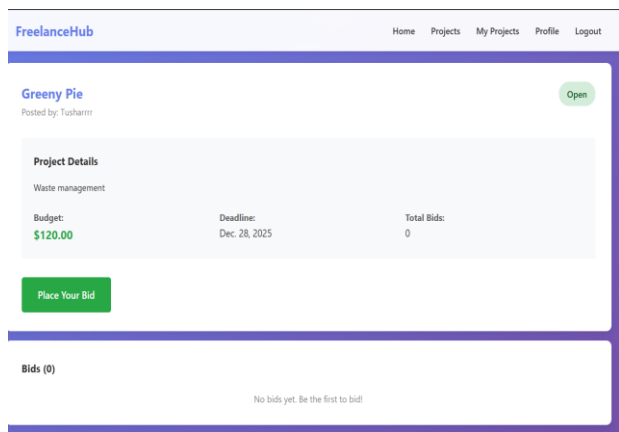 FreelanceHub
Home Projects My Projects Profile Logout
Greeny Pie
Open
Posted by: Tusharrrr
Project Details
Waste management
Budget: Deadline: Total Bids:
$120.00 Dec. 28, 2025 0
Place Your Bid
Bids (0)
No bids yet. Be the first to bid!